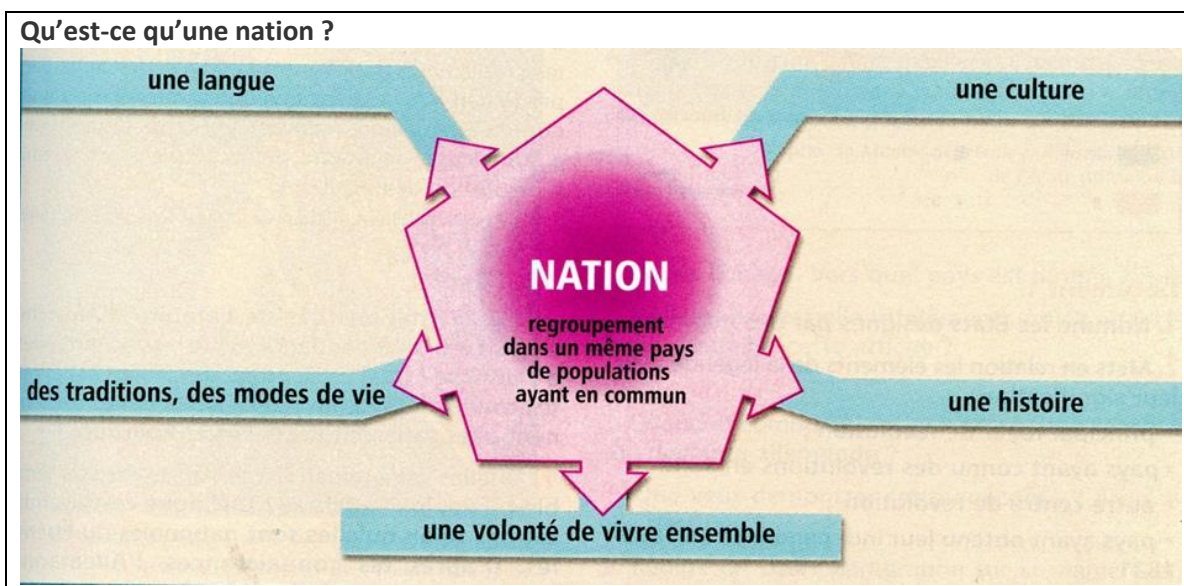 Qu'est-ce qu'une nation ?
une langue
une culture
NATION
regroupement
dans un même pays
de populations
ayant en commun
des traditions, des modes de vie
une histoire
une volonté de vivre ensemble